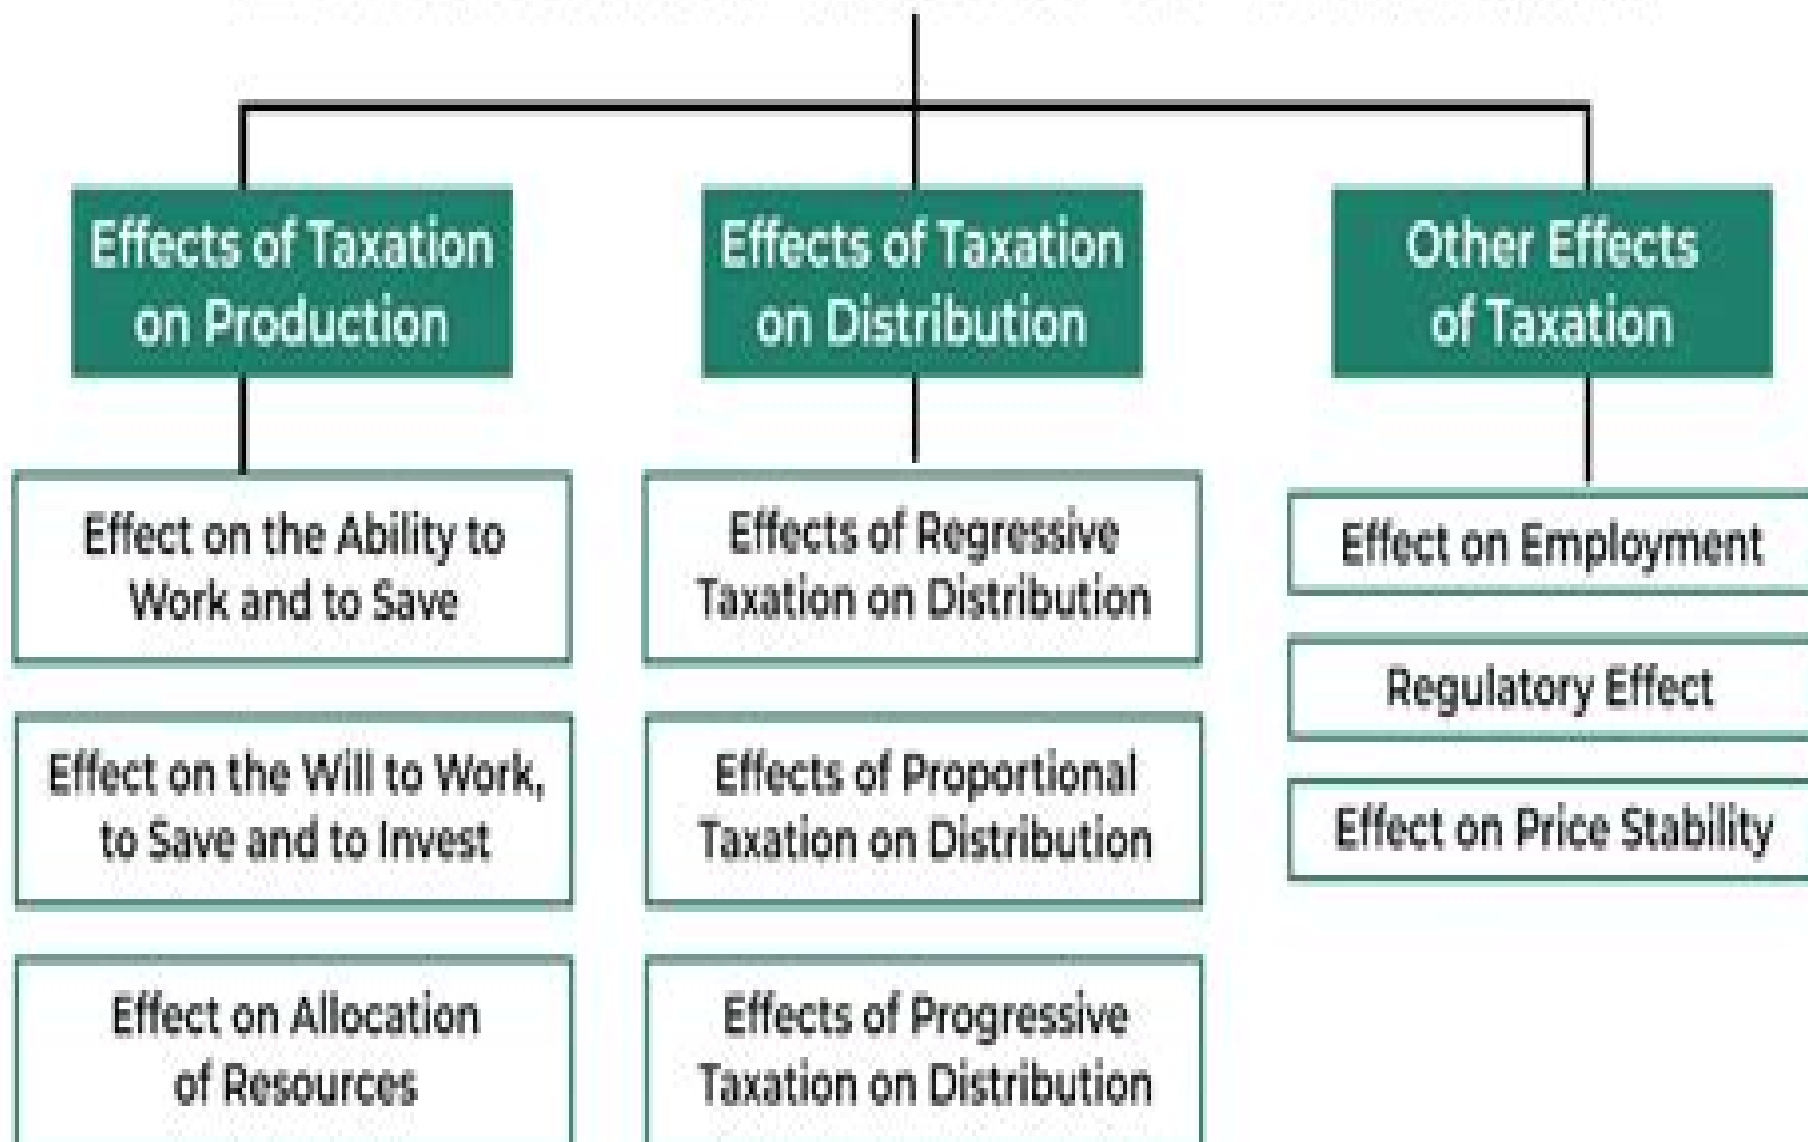 Effects of Taxation
on Production
Effects of Taxation
on Distribution
Other Effects
of Taxation
Effect on the Ability to
Work and to Save
Effect on the Will to Work,
to Save and to Invest
Effect on Allocation
of Resources
Effects of Regressive
Taxation on Distribution
Effects of Proportional
Taxation on Distribution
Effects of Progressive
Taxation on Distribution
Effect on Employment
Regulatory Effect
Effect on Price Stability